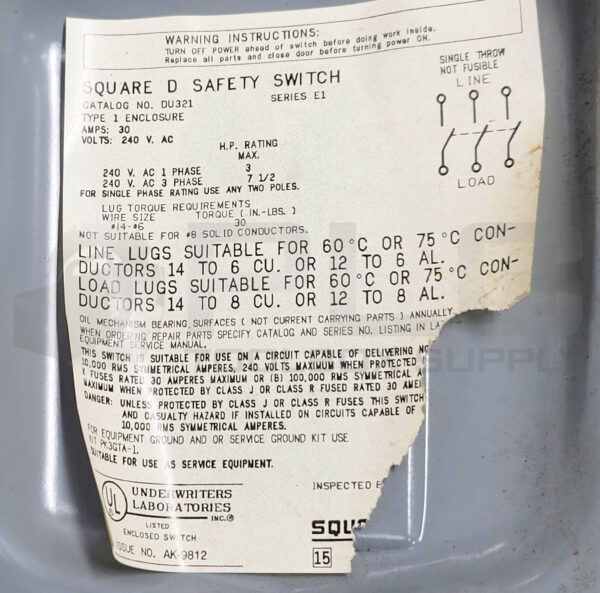 WARNING INSTRUCTIONS:
TURN OFF POWER ahead of switch before doing work inside.
Replace all parts and close door before turning power ON.
SQUARE D SAFETY SWITCH
CATALOG NO. DU321 SERIES E1
TYPE 1 ENCLOSURE
AMPS: 30
VOLTS: 240 V. AC
H.P. RATING
MAX.
240 V. AC 1 PHASE 3
240 V. AC 3 PHASE 7 1/2
FOR SINGLE PHASE RATING USE ANY TWO POLES.
SINGLE THROW
NOT FUSIBLE
LINE
LOAD
LUG TORQUE REQUIREMENTS
WIRE SIZE TORQUE (IN.-LBS.)
#14-#6 30
NOT SUITABLE FOR #8 SOLID CONDUCTORS.
LINE LUGS SUITABLE FOR 60°C OR 75°C CON-
DUCTORS 14 TO 6 CU. OR 12 TO 6 AL.
LOAD LUGS SUITABLE FOR 60°C OR 75°C CON-
DUCTORS 14 TO 8 CU. OR 12 TO 8 AL.
OIL MECHANISM BEARING SURFACES (NOT CURRENT CARRYING PARTS) ANNUALLY
WHEN ORDERING REPAIR PARTS SPECIFY CATALOG AND SERIES NO. LISTING IN
EQUIPMENT SERVICE MANUAL.
THIS SWITCH IS SUITABLE FOR USE ON A CIRCUIT CAPABLE OF DELIVERING
10,000 RMS SYMMETRICAL AMPERES, 240 VOLTS MAXIMUM WHEN PROTECTED
K FUSES RATED 30 AMPERES MAXIMUM OR (B) 100,000 RMS SYMMETRICAL
MAXIMUM WHEN PROTECTED BY CLASS J OR CLASS R FUSED RATED 30
DANGER: UNLESS PROTECTED BY CLASS J OR CLASS R FUSES THIS SWITCH
AND CASUALTY HAZARD IF INSTALLED ON CIRCUITS CAPABLE OF
10,000 RMS SYMMETRICAL AMPERES.
FOR EQUIPMENT GROUND AND OR SERVICE GROUND KIT USE
KIT PK3GTA-1.
SUITABLE FOR USE AS SERVICE EQUIPMENT.
UL
UNDERWRITERS
LABORATORIES
INC.®
LISTED
ENCLOSED SWITCH
ISSUE NO. AK-9812
INSPECTED
SQU
15
SUPPLY